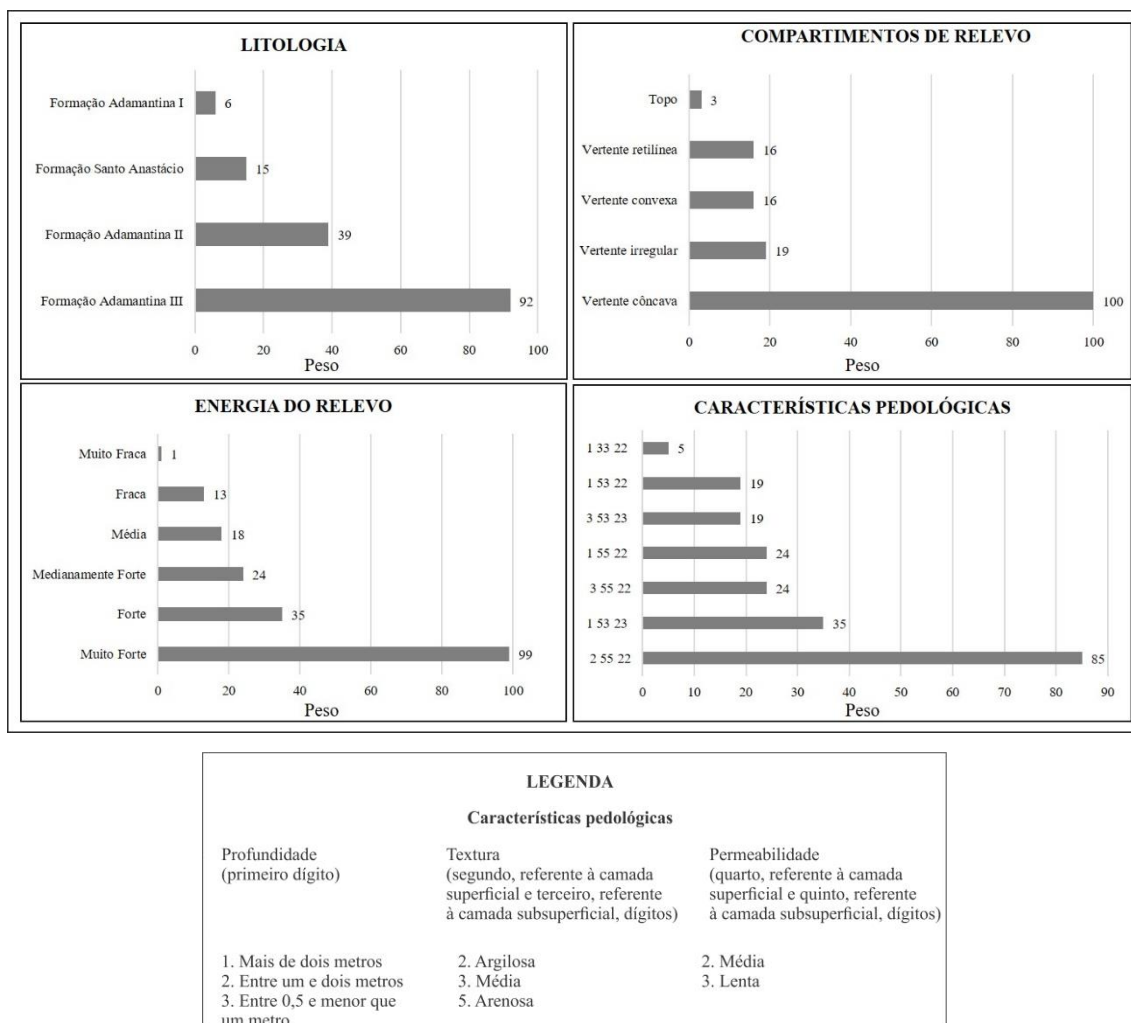 LITOLOGIA
Formação Adamantina I
6
Formação Santo Anastácio
15
Formação Adamantina II
39
Formação Adamantina III
92
0 20 40 60 80 100
Peso
COMPARTIMENTOS DE RELEVO
Topo
3
Vertente retilínea
16
Vertente convexa
16
Vertente irregular
19
Vertente côncava
100
0 20 40 60 80 100
Peso
ENERGIA DO RELEVO
Muito Fraca
1
Fraca
13
Média
18
Medianamente Forte
24
Forte
35
Muito Forte
99
0 20 40 60 80 100
Peso
CARACTERÍSTICAS PEDOLÓGICAS
1 33 22
5
1 53 22
19
3 53 23
19
1 55 22
24
3 55 22
24
1 53 23
35
2 55 22
85
0 10 20 30 40 50 60 70 80 90
Peso
LEGENDA
Características pedológicas
Profundidade
(primeiro dígito)
1. Mais de dois metros
2. Entre um e dois metros
3. Entre 0,5 e menor que
um metro
Textura
(segundo, referente à camada
superficial e terceiro, referente
à camada subsuperficial, dígitos)
2. Argilosa
3. Média
5. Arenosa
Permeabilidade
(quarto, referente à camada
superficial e quinto, referente
à camada subsuperficial, dígitos)
2. Média
3. Lenta